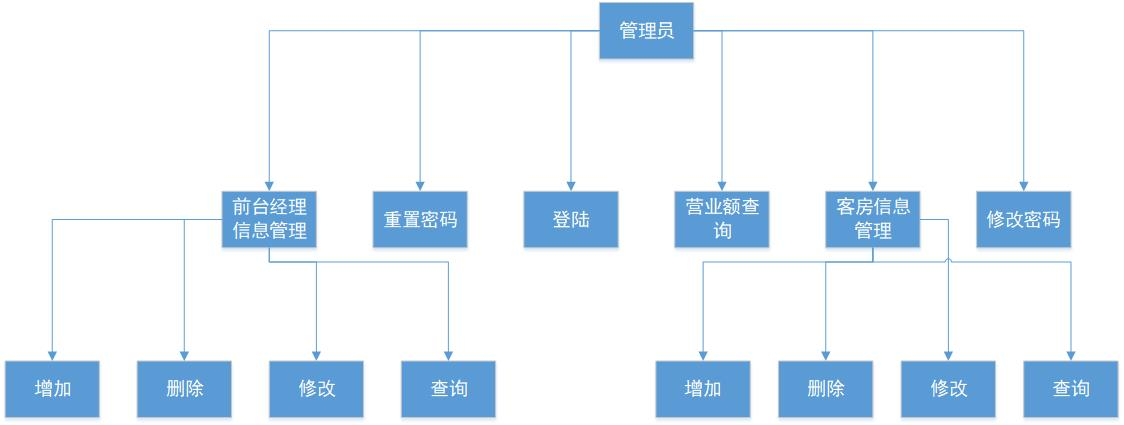 管理员
前台经理
信息管理
重置密码
登陆
营业额查
询
客房信息
管理
修改密码
增加
删除
修改
查询
增加
删除
修改
查询